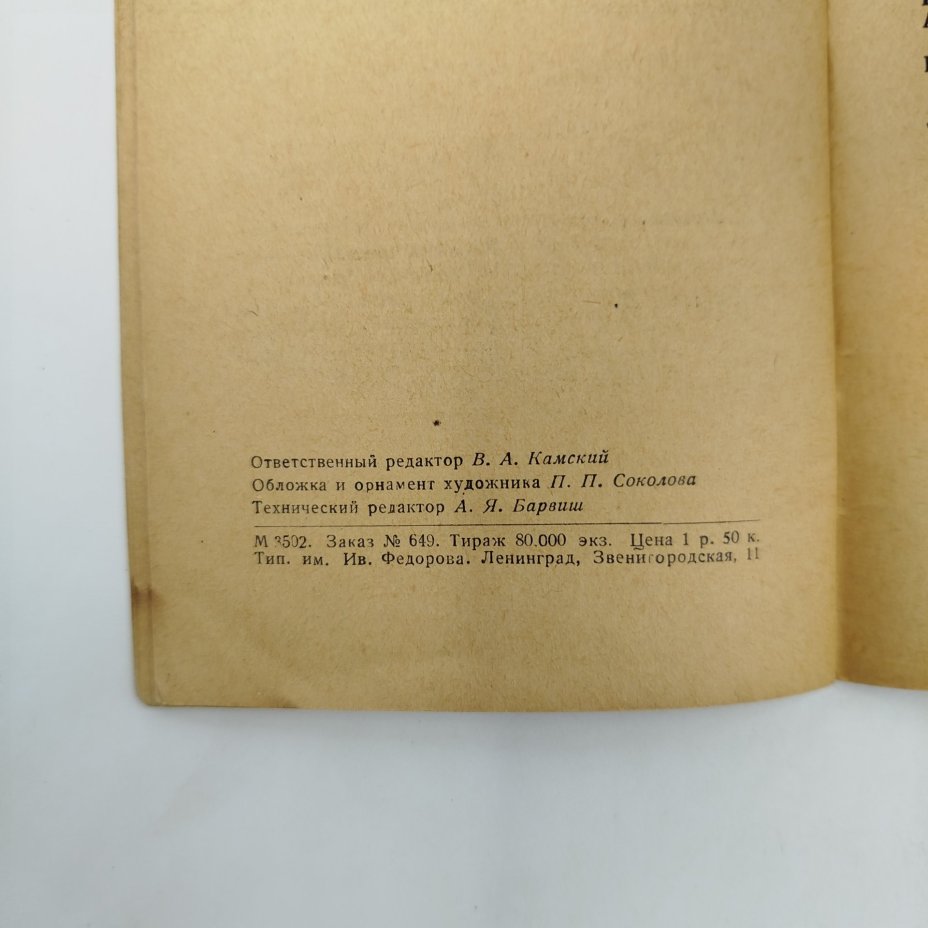 Ответственный редактор В. А. Камский
Обложка и орнамент художника П. П. Соколова
Технический редактор А. Я. Барвиш
М 3502. Заказ № 649. Тираж 80.000 экз. Цена 1 р. 50 к.
Тип. им. Ив. Федорова. Ленинград, Звенигородская, 11